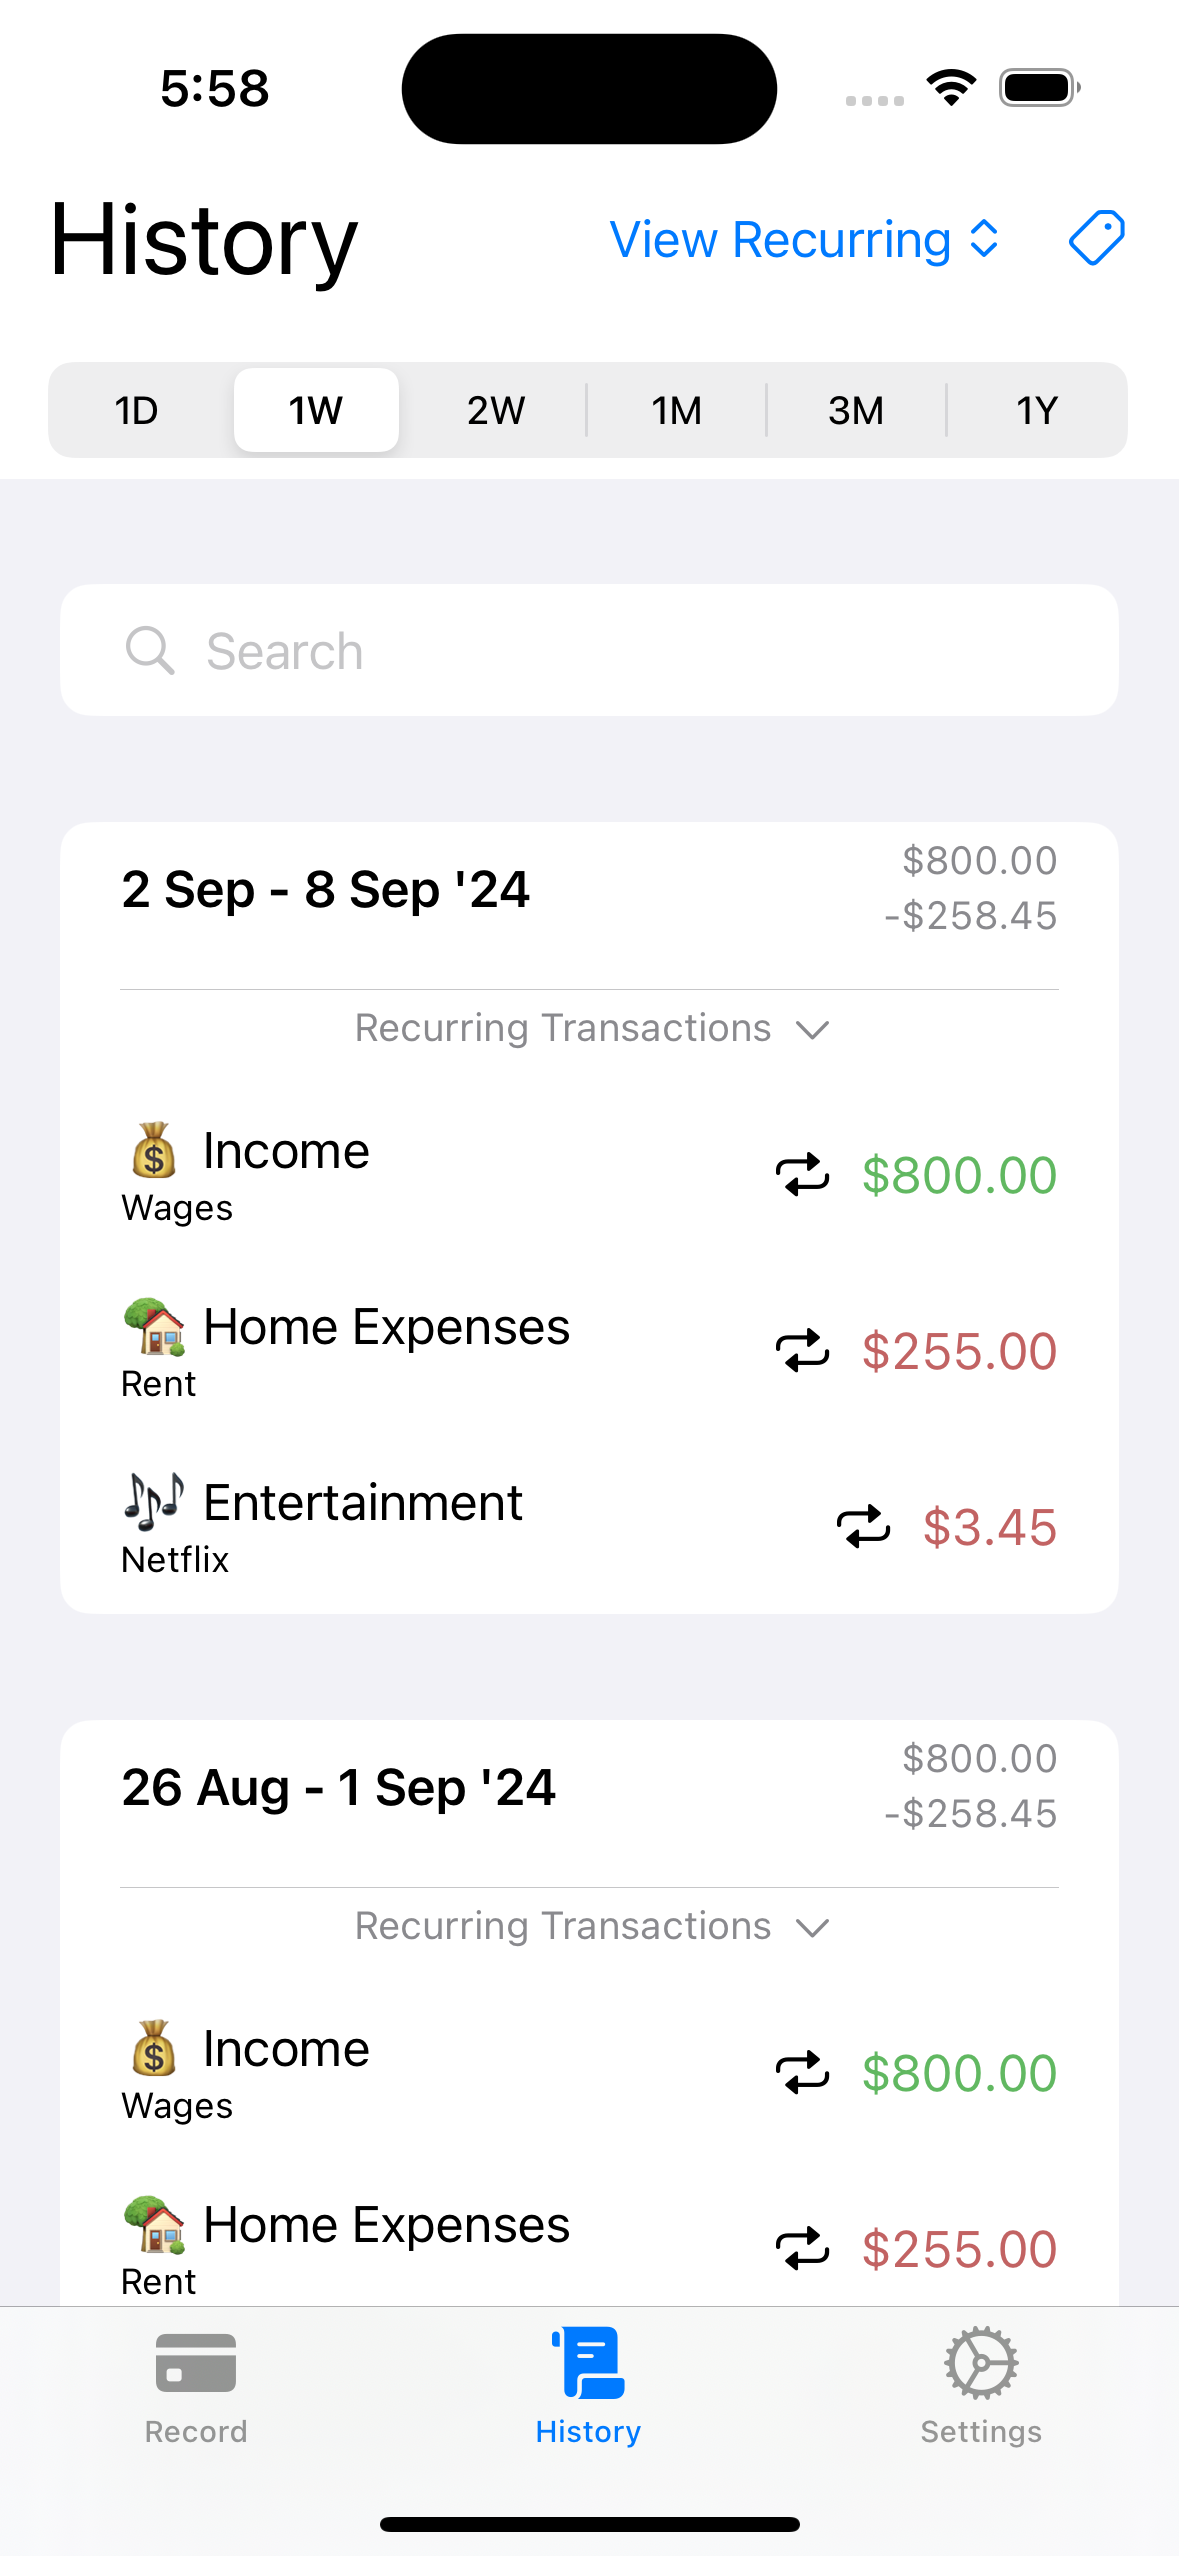 5:58
History
View Recurring
1D 1W 2W 1M 3M 1Y
Search
2 Sep - 8 Sep '24
$800.00
-$258.45
Recurring Transactions
Income
Wages
$800.00
Home Expenses
Rent
$255.00
Entertainment
Netflix
$3.45
26 Aug - 1 Sep '24
$800.00
-$258.45
Recurring Transactions
Income
Wages
$800.00
Home Expenses
Rent
$255.00
Record History Settings